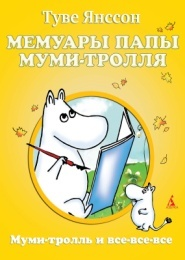 Туве Янссон
МЕМУАРЫ ПАПЫ
МУМИ-ТРОЛЛЯ
Муми-тролль и все-все-все